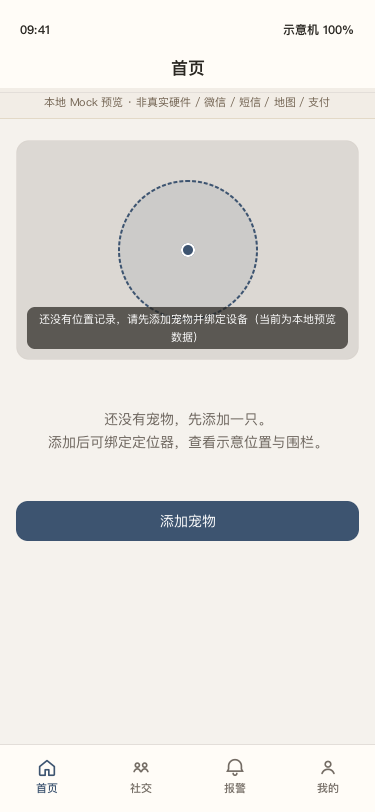 09:41
示意机 100%
首页
本地 Mock 预览 · 非真实硬件 / 微信 / 短信 / 地图 / 支付
还没有位置记录，请先添加宠物并绑定设备（当前为本地预览
数据）
还没有宠物，先添加一只。
添加后可绑定定位器，查看示意位置与围栏。
添加宠物
首页
社交
报警
我的